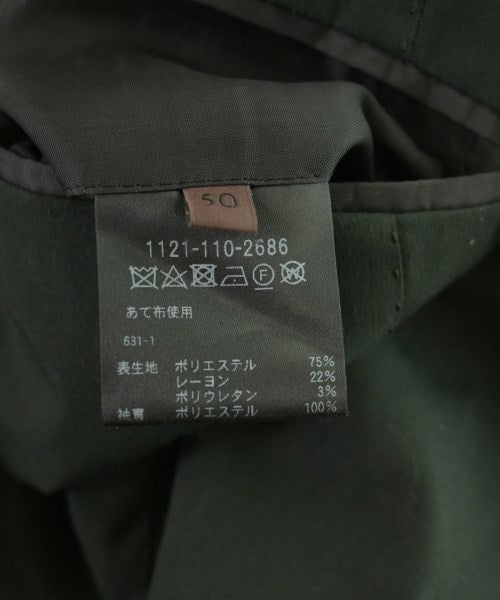 50
1121-110-2686
F W
あて布使用
631-1
表生地 ポリエステル 75%
レーヨン 22%
ポリウレタン 3%
袖裏 ポリエステル 100%